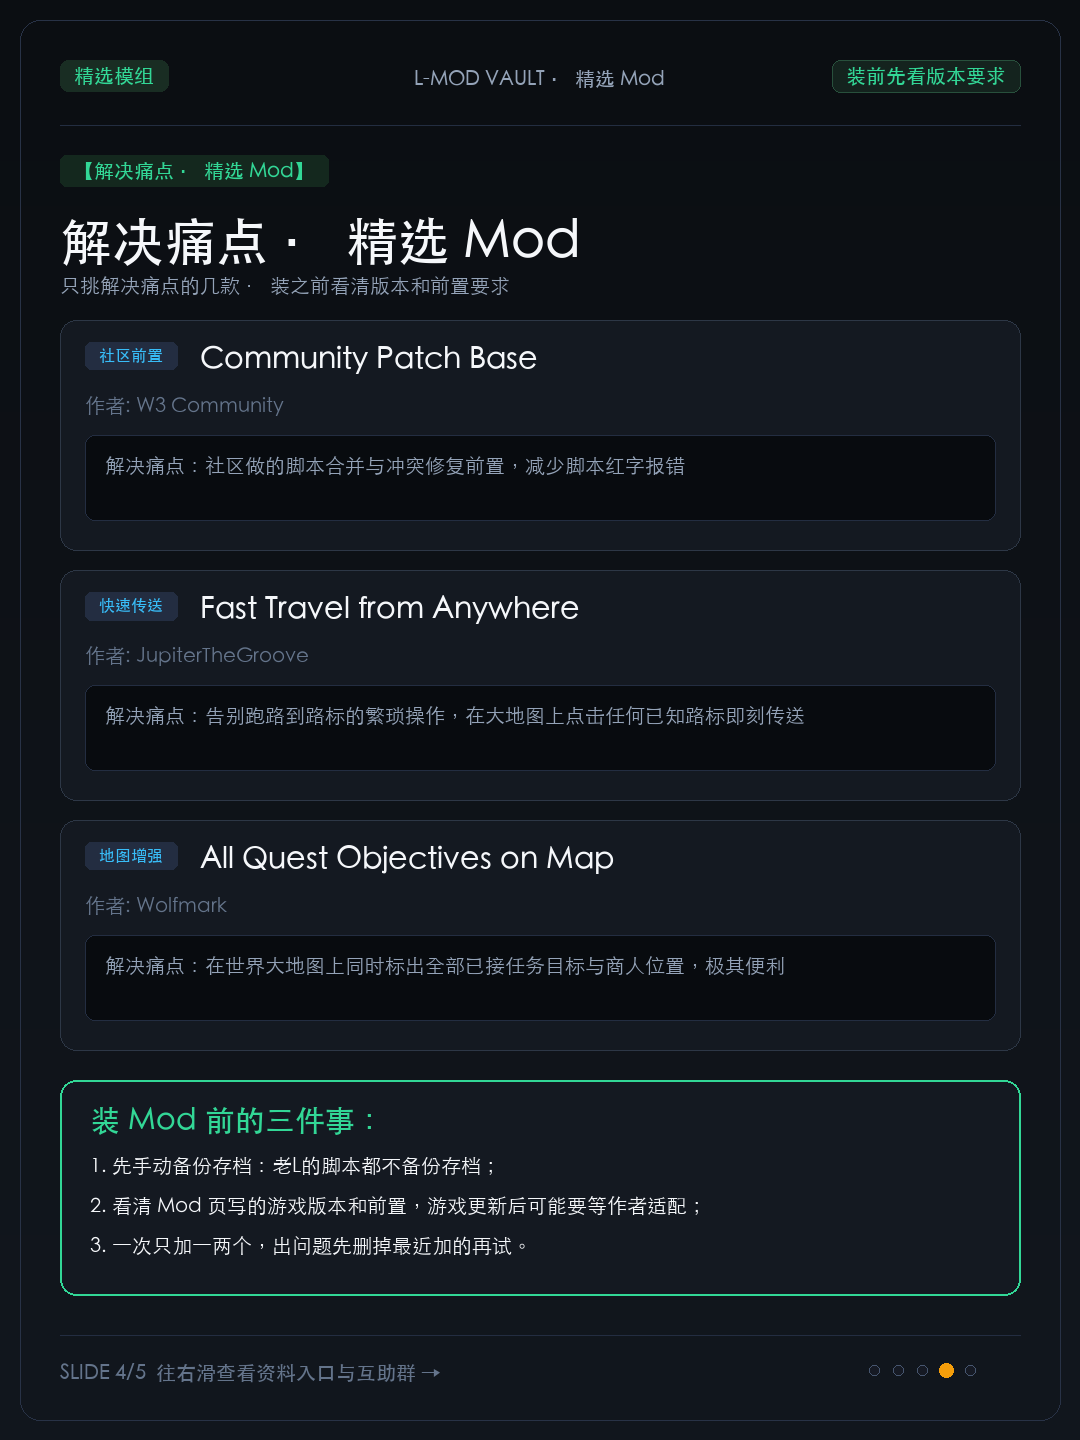 精选模组
L-MOD VAULT · 精选 Mod
装前先看版本要求
【解决痛点 · 精选 Mod】
解决痛点 · 精选 Mod
只挑解决痛点的几款 · 装之前看清版本和前置要求
社区前置
Community Patch Base
作者: W3 Community
解决痛点：社区做的脚本合并与冲突修复前置，减少脚本红字报错
快速传送
Fast Travel from Anywhere
作者: JupiterTheGroove
解决痛点：告别跑路到路标的繁琐操作，在大地图上点击任何已知路标即刻传送
地图增强
All Quest Objectives on Map
作者: Wolfmark
解决痛点：在世界大地图上同时标出全部已接任务目标与商人位置，极其便利
装 Mod 前的三件事：
1. 先手动备份存档：老L的脚本都不备份存档；
2. 看清 Mod 页写的游戏版本和前置，游戏更新后可能要等作者适配；
3. 一次只加一两个，出问题先删掉最近加的再试。
SLIDE 4/5 往右滑查看资料入口与互助群 →